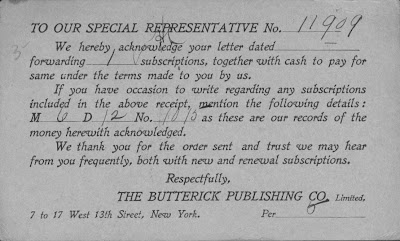 TO OUR SPECIAL REPRESENTATIVE No. 11909
We hereby acknowledge your letter dated
forwarding 1 subscriptions, together with cash to pay for
same under the terms made to you by us.
If you have occasion to write regarding any subscriptions
included in the above receipt, mention the following details:
M 6 D 12 No. as these are our records of the
money herewith acknowledged.
We thank you for the order sent and trust we may hear
from you frequently, both with new and renewal subscriptions.
Respectfully,
THE BUTTERICK PUBLISHING CO. Limited.
7 to 17 West 13th Street, New York. Per